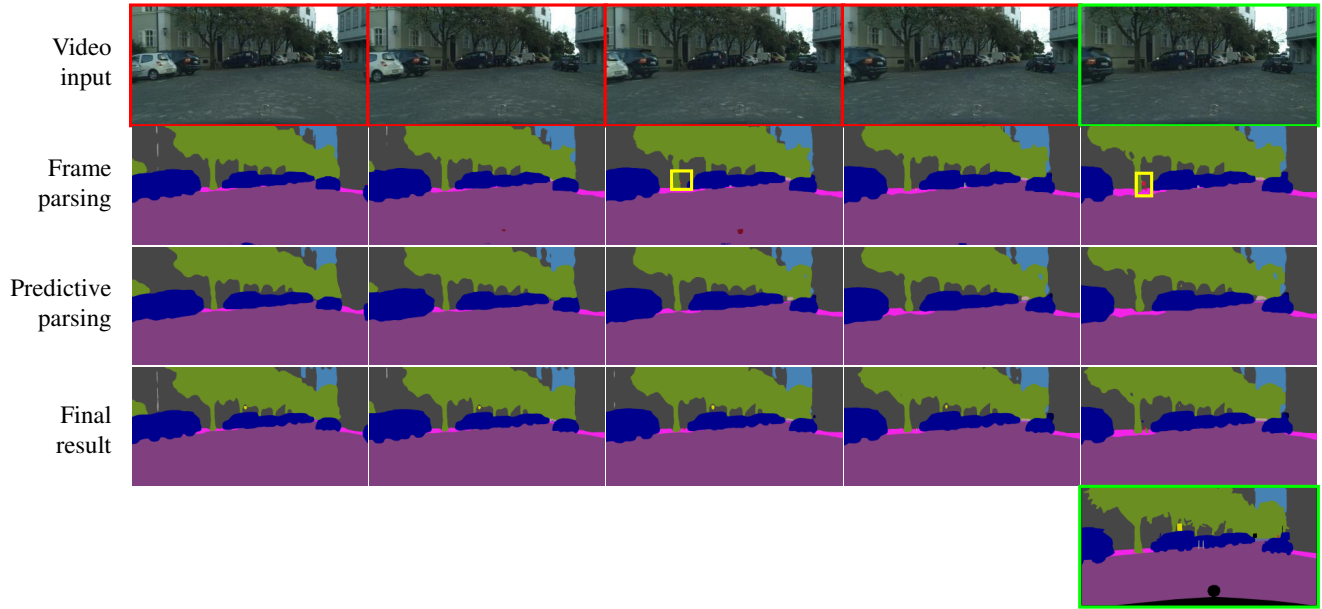 Video
input
Frame
parsing
Predictive
parsing
Final
result